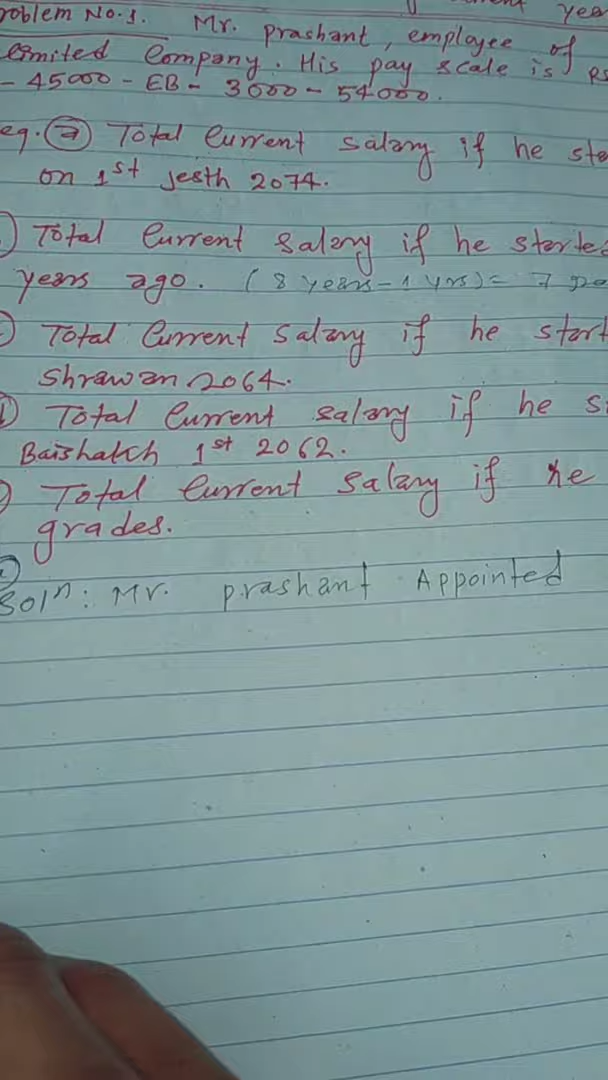 year
roblem No.1. Mr. prashant, employee of
Limited Company. His pay scale is Rs
- 45000 - EB - 3000 - 54000.
eq. (a) Total Current salary if he sta
on 1st Jesth 2074.
Total Current salary if he started
years ago. (8 years - 1 yrs) = 7
Total Current salary if he start
Shrawan 2064.
Total Current salary if he s
Baishakh 1st 2062.
Total Current salary if he
grades.
Soln: Mr. prashant Appointed